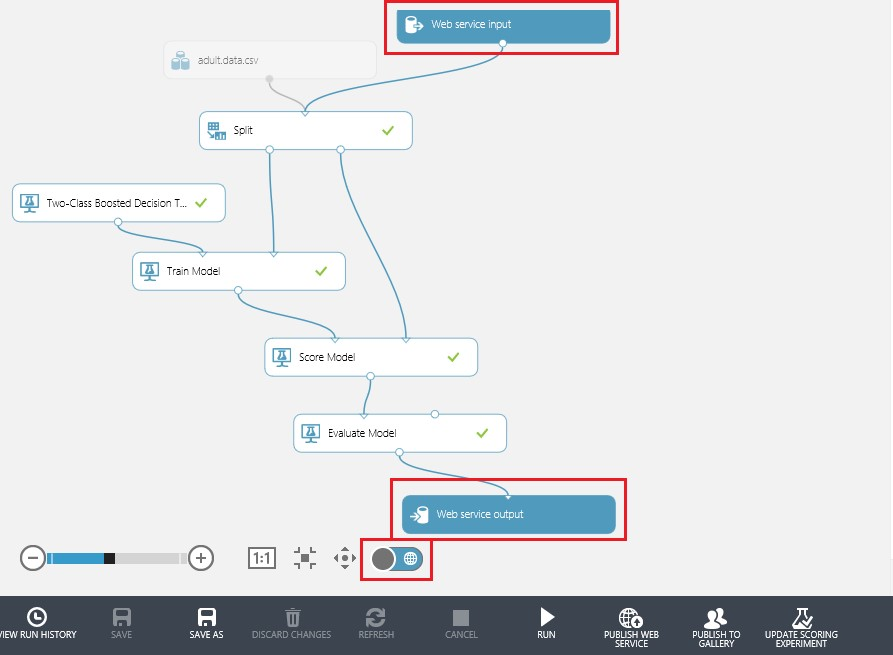 Web service input
adult.data.csv
Split
Two-Class Boosted Decision T...
Train Model
Score Model
Evaluate Model
Web service output
1:1
VIEW RUN HISTORY
SAVE
SAVE AS
DISCARD CHANGES
REFRESH
CANCEL
RUN
PUBLISH WEB
SERVICE
PUBLISH TO
GALLERY
UPDATE SCORING
EXPERIMENT